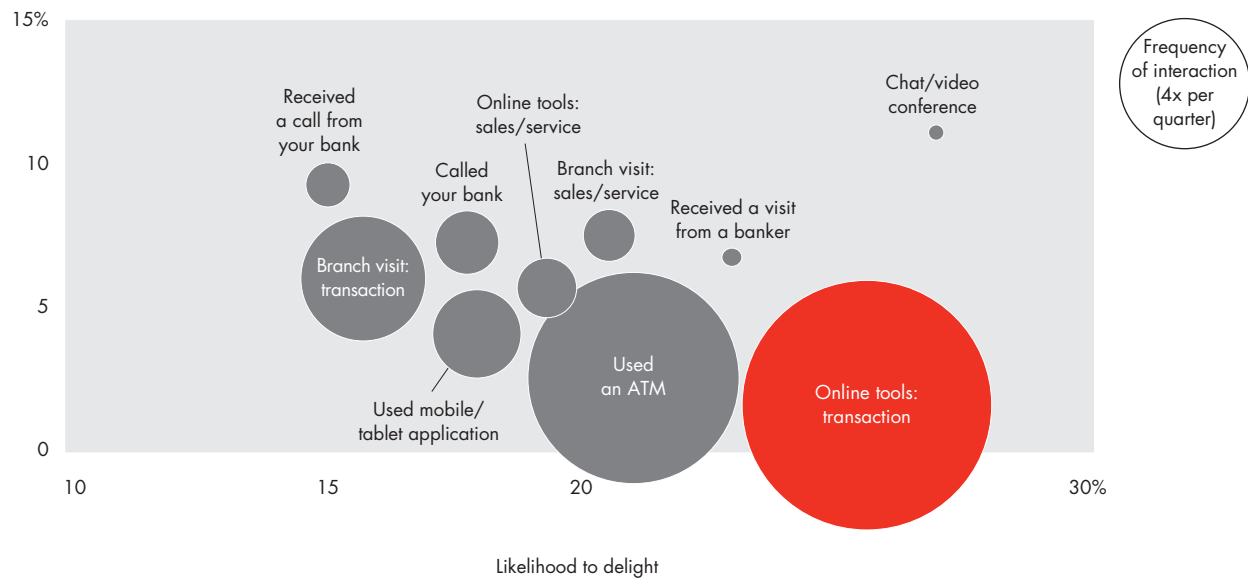 15%
Frequency
of interaction
(4x per
quarter)
Chat/video
conference
Received
a call from
your bank
Online tools:
sales/service
10
Called
your bank
Branch visit:
sales/service
Received a visit
from a banker
Branch visit:
transaction
5
Used
an ATM
Online tools:
transaction
Used mobile/
tablet application
0
10
15
20
30%
Likelihood to delight